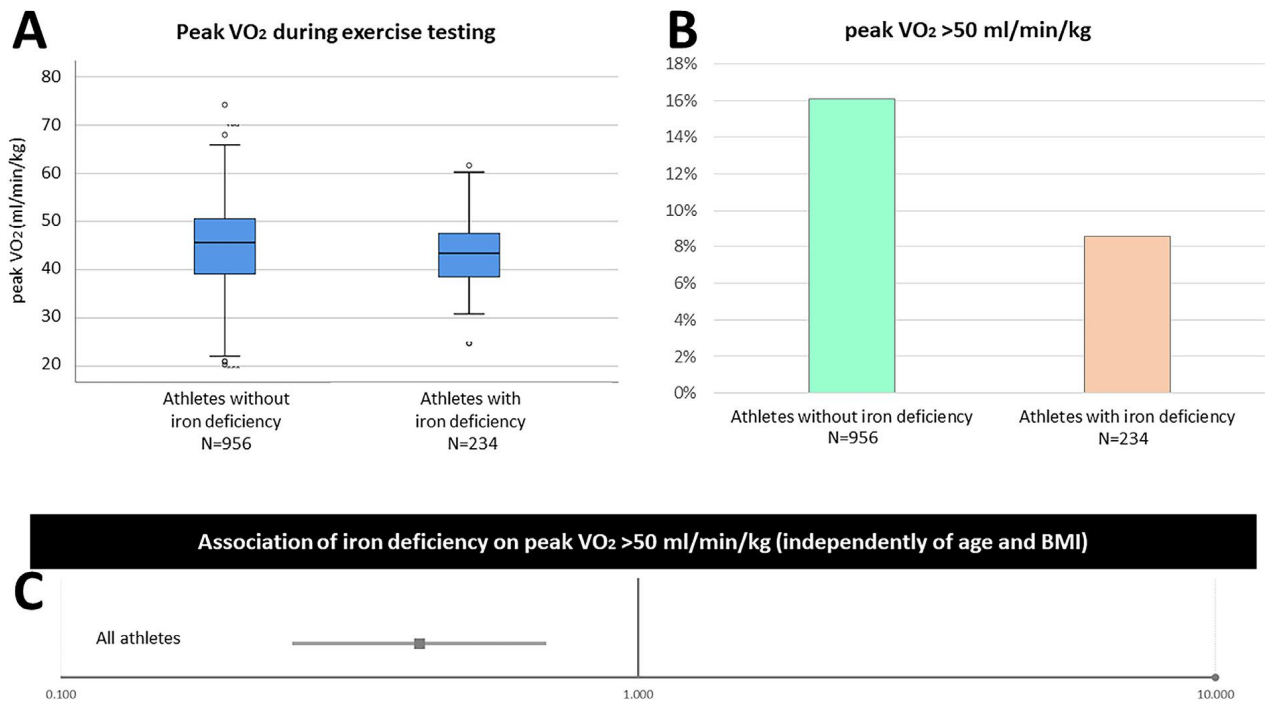 A
Peak VO₂ during exercise testing
peak VO₂ (ml/min/kg)
80
70
60
50
40
30
20
Athletes without
iron deficiency
N=956
Athletes with
iron deficiency
N=234
B
peak VO₂ >50 ml/min/kg
18%
16%
14%
12%
10%
8%
6%
4%
2%
0%
Athletes without iron deficiency
N=956
Athletes with iron deficiency
N=234
Association of iron deficiency on peak VO₂ >50 ml/min/kg (independently of age and BMI)
C
All athletes
0.100
1.000
10.000